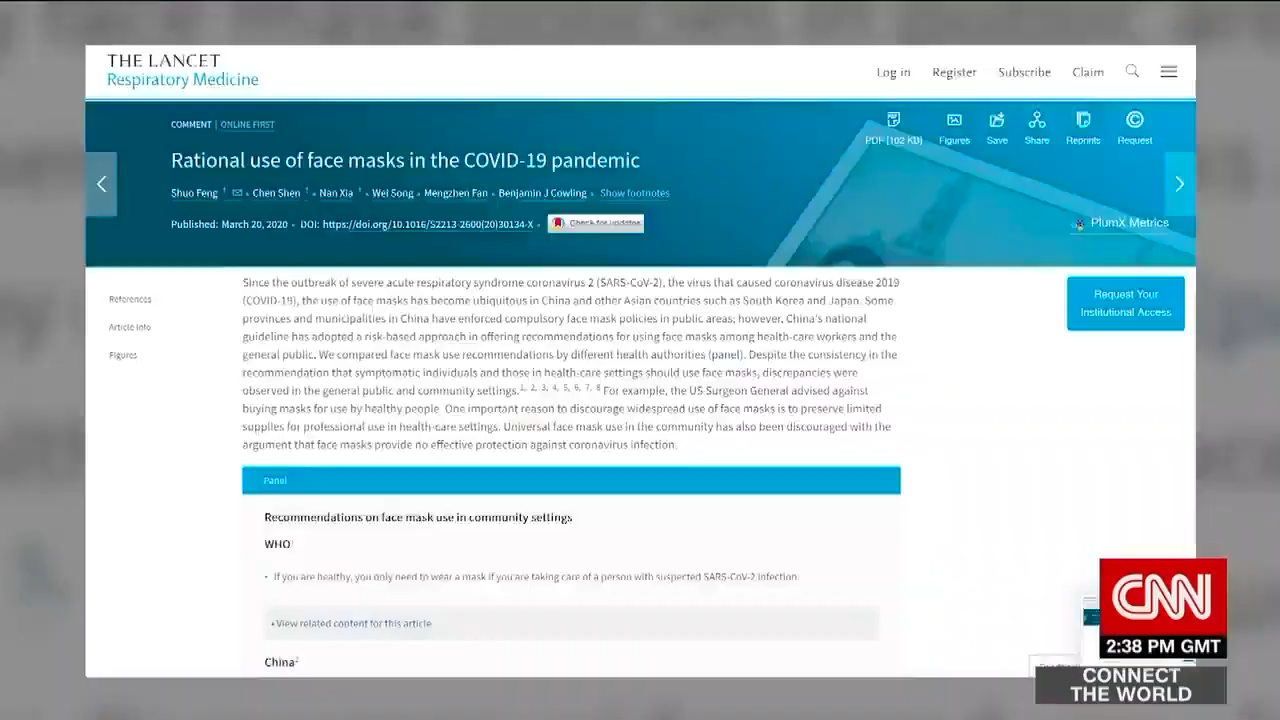 THE LANCET
Respiratory Medicine
Log in Register Subscribe Claim
COMMENT | ONLINE FIRST
PDF [102 KB] Figures Save Share Reprints Request
Rational use of face masks in the COVID-19 pandemic
Shuo Feng † • Chen Shen † • Nan Xia † • Wei Song • Mengzhen Fan • Benjamin J Cowling • Show footnotes
Published: March 20, 2020 • DOI: https://doi.org/10.1016/S2213-2600(20)30134-X •
Check for updates
PlumX Metrics
References
Article Info
Figures
Since the outbreak of severe acute respiratory syndrome coronavirus 2 (SARS-CoV-2), the virus that caused coronavirus disease 2019
(COVID-19), the use of face masks has become ubiquitous in China and other Asian countries such as South Korea and Japan. Some
provinces and municipalities in China have enforced compulsory face mask policies in public areas; however, China's national
guideline has adopted a risk-based approach in offering recommendations for using face masks among health-care workers and the
general public. We compared face mask use recommendations by different health authorities (panel). Despite the consistency in the
recommendation that symptomatic individuals and those in health-care settings should use face masks, discrepancies were
observed in the general public and community settings.1, 2, 3, 4, 5, 6, 7, 8 For example, the US Surgeon General advised against
buying masks for use by healthy people. One important reason to discourage widespread use of face masks is to preserve limited
supplies for professional use in health-care settings. Universal face mask use in the community has also been discouraged with the
argument that face masks provide no effective protection against coronavirus infection.
Request Your
Institutional Access
Panel
Recommendations on face mask use in community settings
WHO1
• If you are healthy, you only need to wear a mask if you are taking care of a person with suspected SARS-CoV-2 infection.
• View related content for this article
China2
CNN
2:38 PM GMT
CONNECT
THE WORLD